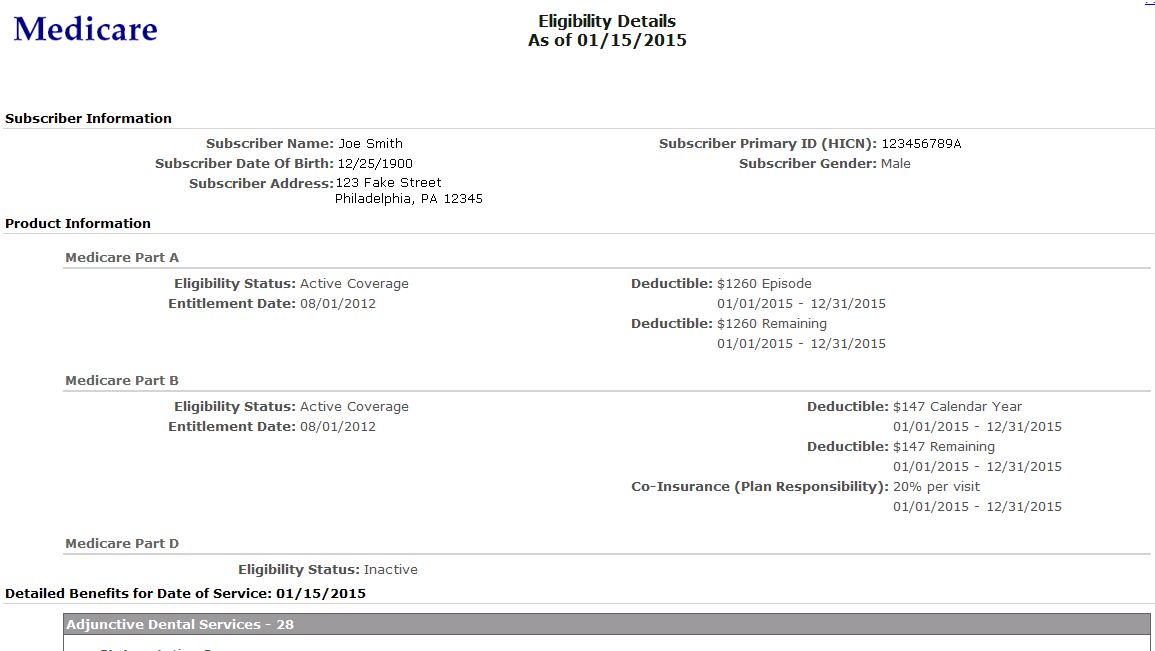 Medicare
Eligibility Details
As of 01/15/2015
Subscriber Information
Subscriber Name: Joe Smith
Subscriber Date Of Birth: 12/25/1900
Subscriber Address: 123 Fake Street
Philadelphia, PA 12345
Subscriber Primary ID (HICN): 123456789A
Subscriber Gender: Male
Product Information
Medicare Part A
Eligibility Status: Active Coverage
Entitlement Date: 08/01/2012
Deductible: $1260 Episode
01/01/2015 - 12/31/2015
Deductible: $1260 Remaining
01/01/2015 - 12/31/2015
Medicare Part B
Eligibility Status: Active Coverage
Entitlement Date: 08/01/2012
Deductible: $147 Calendar Year
01/01/2015 - 12/31/2015
Deductible: $147 Remaining
01/01/2015 - 12/31/2015
Co-Insurance (Plan Responsibility): 20% per visit
01/01/2015 - 12/31/2015
Medicare Part D
Eligibility Status: Inactive
Detailed Benefits for Date of Service: 01/15/2015
Adjunctive Dental Services - 28